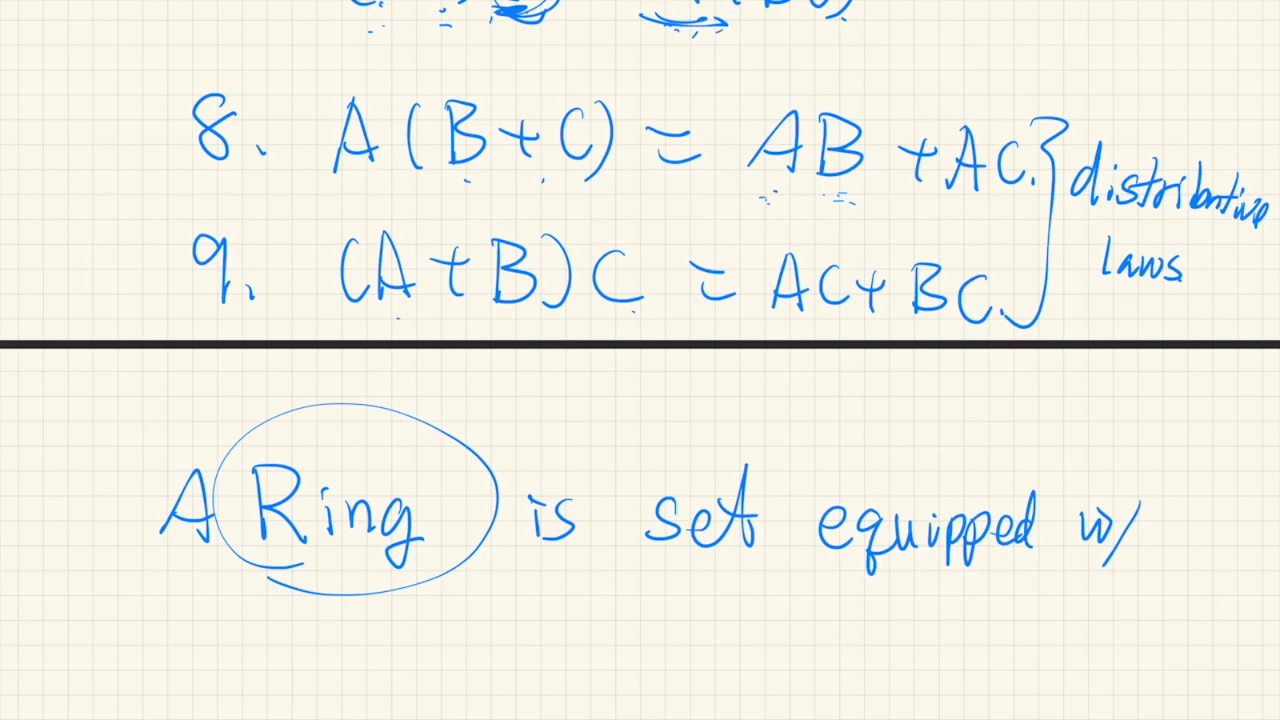 8. A(B+C) = AB + AC.
distributive
laws
9. (A+B)C = AC+BC.
A Ring is set equipped w/